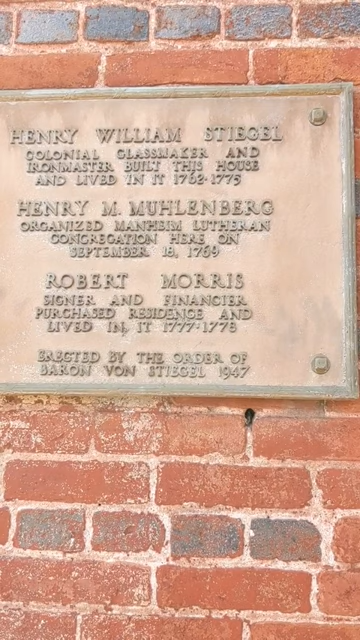 HENRY WILLIAM STIEGEL
COLONIAL GLASSMAKER AND
IRONMASTER BUILT THIS HOUSE
AND LIVED IN IT 1762-1775
HENRY M. MUHLENBERG
ORGANIZED MANHEIM LUTHERAN
CONGREGATION HERE ON
SEPTEMBER 18, 1769
ROBERT MORRIS
SIGNER AND FINANCIER
PURCHASED RESIDENCE AND
LIVED IN IT 1777-1778
ERECTED BY THE ORDER OF
BARON VON STIEGEL 1947